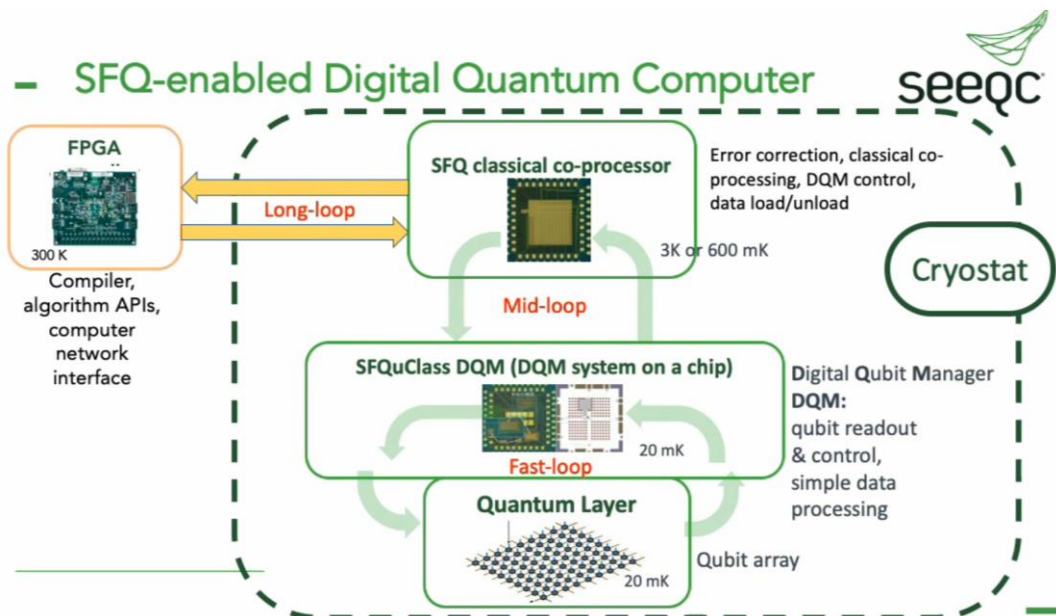 SFQ-enabled Digital Quantum Computer
seeQC
FPGA
300 K
Compiler,
algorithm APIs,
computer
network
interface
Long-loop
SFQ classical co-processor
3K or 600 mK
Error correction, classical co-
processing, DQM control,
data load/unload
Cryostat
Mid-loop
SFQuClass DQM (DQM system on a chip)
20 mK
Fast-loop
Digital Qubit Manager
DQM:
qubit readout
& control,
simple data
processing
Quantum Layer
20 mK
Qubit array